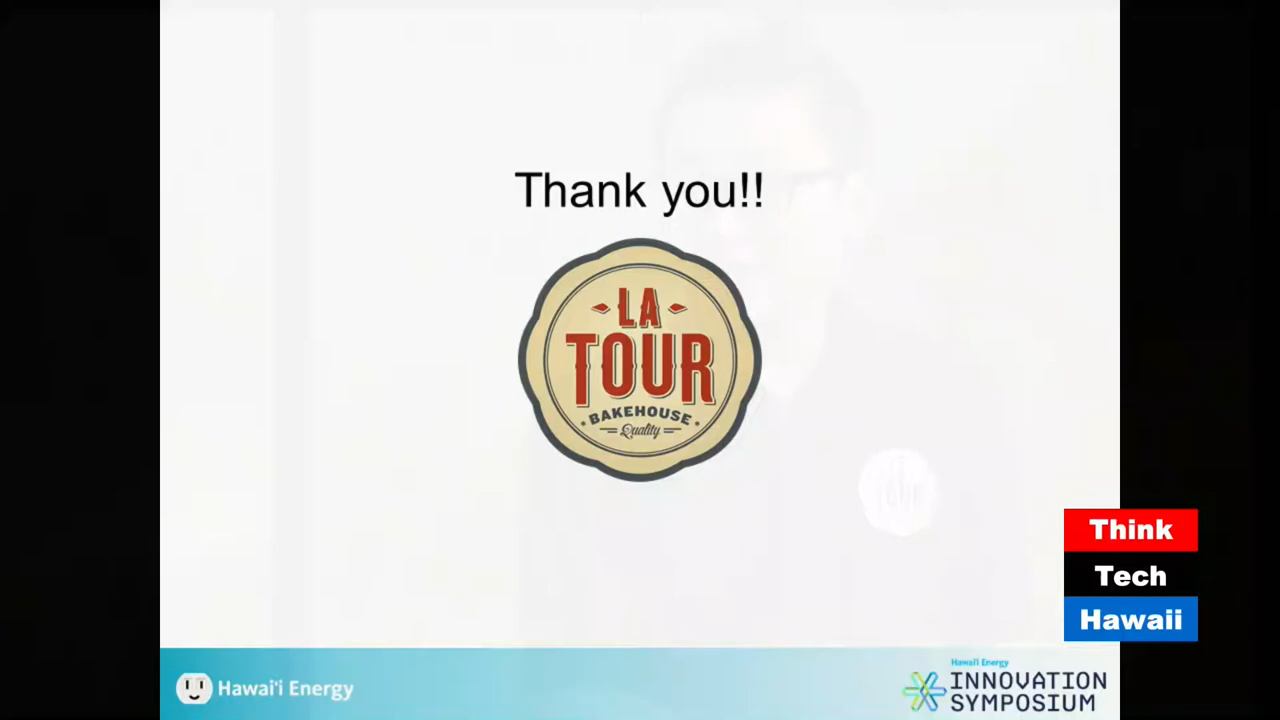 Thank you!!
LA
TOUR
BAKEHOUSE
Quality
Think
Tech
Hawaii
Hawai'i Energy
Hawai'i Energy
INNOVATION
SYMPOSIUM